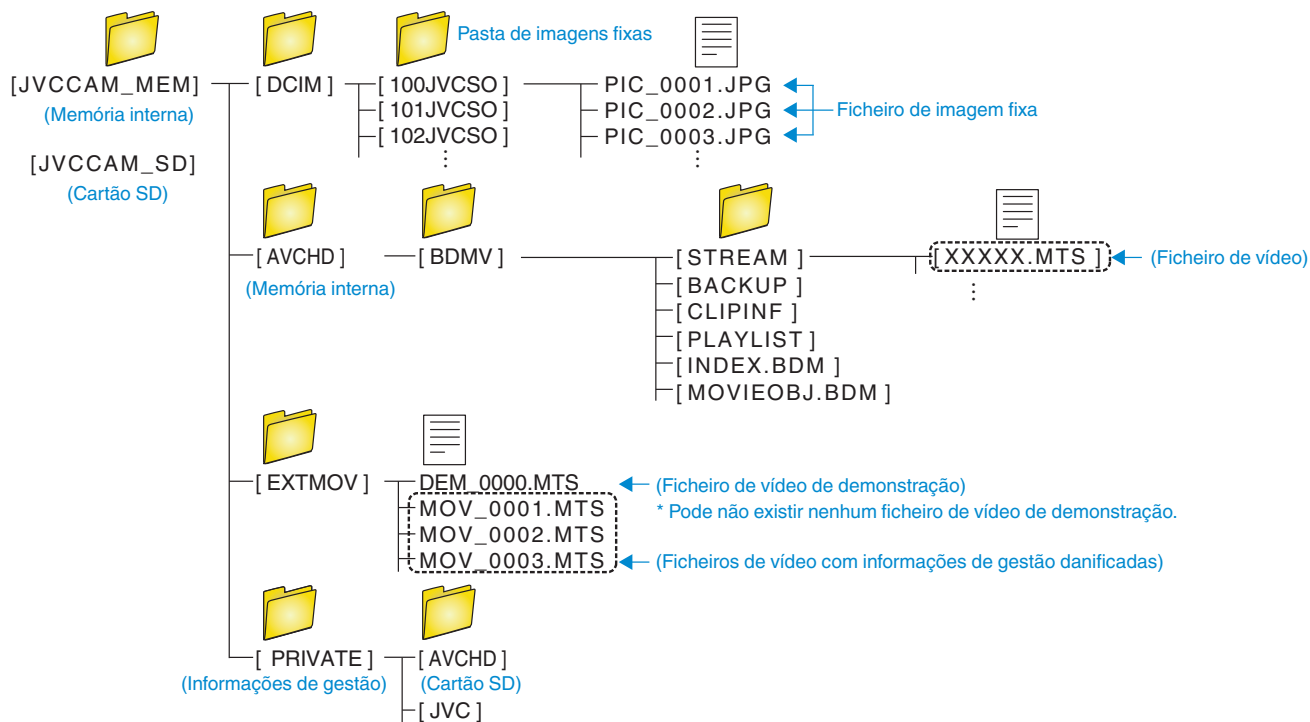 Pasta de imagens fixas
[JVCCAM_MEM] [DCIM] [100JVCSO] PIC_0001.JPG
(Memória interna) [101JVCSO] PIC_0002.JPG Ficheiro de imagem fixa
[102JVCSO] PIC_0003.JPG
[JVCCAM_SD]
(Cartão SD)
[AVCHD] [BDMV] [STREAM] [XXXXX.MTS] (Ficheiro de vídeo)
(Memória interna) [BACKUP]
[CLIPINF]
[PLAYLIST]
[INDEX.BDM]
[MOVIEOBJ.BDM]
[EXTMOV] DEM_0000.MTS (Ficheiro de vídeo de demonstração)
MOV_0001.MTS * Pode não existir nenhum ficheiro de vídeo de demonstração.
MOV_0002.MTS
MOV_0003.MTS (Ficheiros de vídeo com informações de gestão danificadas)
[PRIVATE] [AVCHD]
(Informações de gestão) (Cartão SD)
[JVC]